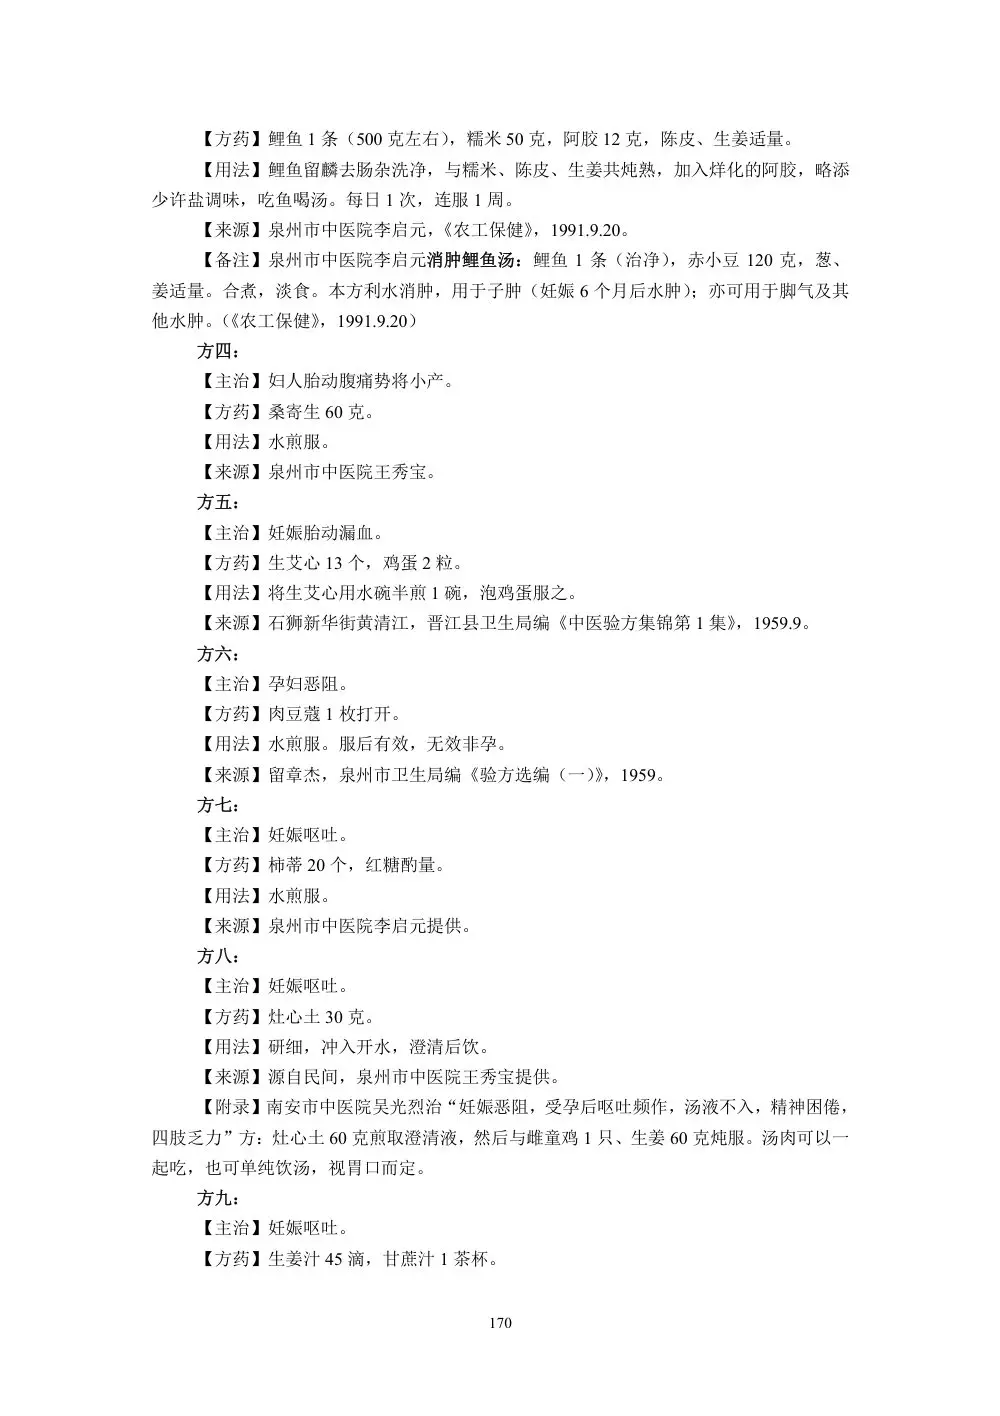 【方药】鲤鱼 1 条（500 克左右），糯米 50 克，阿胶 12 克，陈皮、生姜适量。
【用法】鲤鱼留麟去肠杂洗净，与糯米、陈皮、生姜共炖熟，加入烊化的阿胶，略添
少许盐调味，吃鱼喝汤。每日 1 次，连服 1 周。
【来源】泉州市中医院李启元，《农工保健》，1991.9.20。
【备注】泉州市中医院李启元消肿鲤鱼汤：鲤鱼 1 条（治净），赤小豆 120 克，葱、
姜适量。合煮，淡食。本方利水消肿，用于子肿（妊娠 6 个月后水肿）；亦可用于脚气及其
他水肿。（《农工保健》，1991.9.20）
方四：
【主治】妇人胎动腹痛势将小产。
【方药】桑寄生 60 克。
【用法】水煎服。
【来源】泉州市中医院王秀宝。
方五：
【主治】妊娠胎动漏血。
【方药】生艾心 13 个，鸡蛋 2 粒。
【用法】将生艾心用水碗半煎 1 碗，泡鸡蛋服之。
【来源】石狮新华街黄清江，晋江县卫生局编《中医验方集锦第 1 集》，1959.9。
方六：
【主治】孕妇恶阻。
【方药】肉豆蔻 1 枚打开。
【用法】水煎服。服后有效，无效非孕。
【来源】留章杰，泉州市卫生局编《验方选编（一）》，1959。
方七：
【主治】妊娠呕吐。
【方药】柿蒂 20 个，红糖酌量。
【用法】水煎服。
【来源】泉州市中医院李启元提供。
方八：
【主治】妊娠呕吐。
【方药】灶心土 30 克。
【用法】研细，冲入开水，澄清后饮。
【来源】源自民间，泉州市中医院王秀宝提供。
【附录】南安市中医院吴光烈治“妊娠恶阻，受孕后呕吐频作，汤液不入，精神困倦，
四肢乏力”方：灶心土 60 克煎取澄清液，然后与雌童鸡 1 只、生姜 60 克炖服。汤肉可以一
起吃，也可单纯饮汤，视胃口而定。
方九：
【主治】妊娠呕吐。
【方药】生姜汁 45 滴，甘蔗汁 1 茶杯。
170